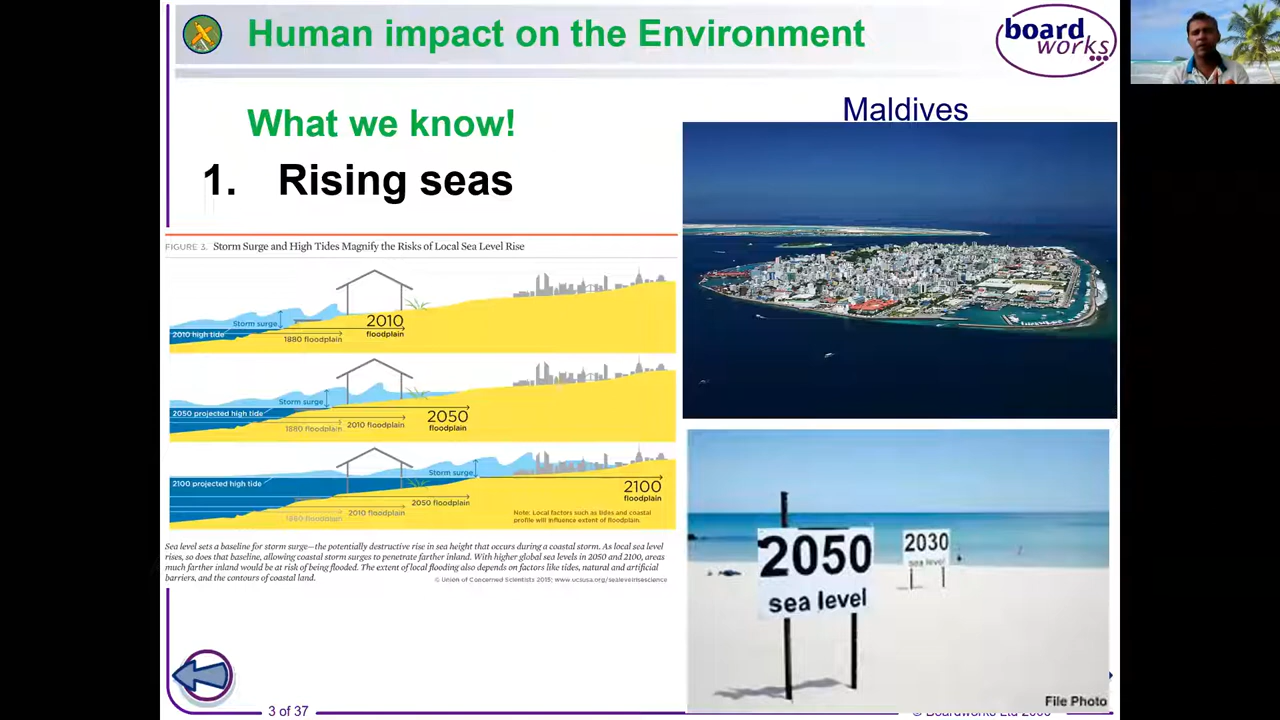 Human impact on the Environment
board
works
What we know!
1. Rising seas
Maldives
FIGURE 3. Storm Surge and High Tides Magnify the Risks of Local Sea Level Rise
Storm surge
2010 high tide
2010
floodplain
1880 floodplain
Storm surge
2050 projected high tide
2050
floodplain
1880 floodplain
2010 floodplain
Storm surge
2100 projected high tide
2100
floodplain
2050 floodplain
2010 floodplain
1880 floodplain
Note: Local factors such as tides and coastal
profile will influence extent of floodplain.
Sea level sets a baseline for storm surge—the potentially destructive rise in sea height that occurs during a coastal storm. As local sea level
rises, so does that baseline, allowing coastal storm surges to penetrate farther inland. With higher global sea levels in 2050 and 2100, areas
much farther inland would be at risk of being flooded. The extent of local flooding also depends on factors like tides, natural and artificial
barriers, and the contours of coastal land.
© Union of Concerned Scientists 2013; www.ucsusa.org/sealevelrisescience
2050
sea level
2030
sea level
File Photo
3 of 37
© Boardworks Ltd